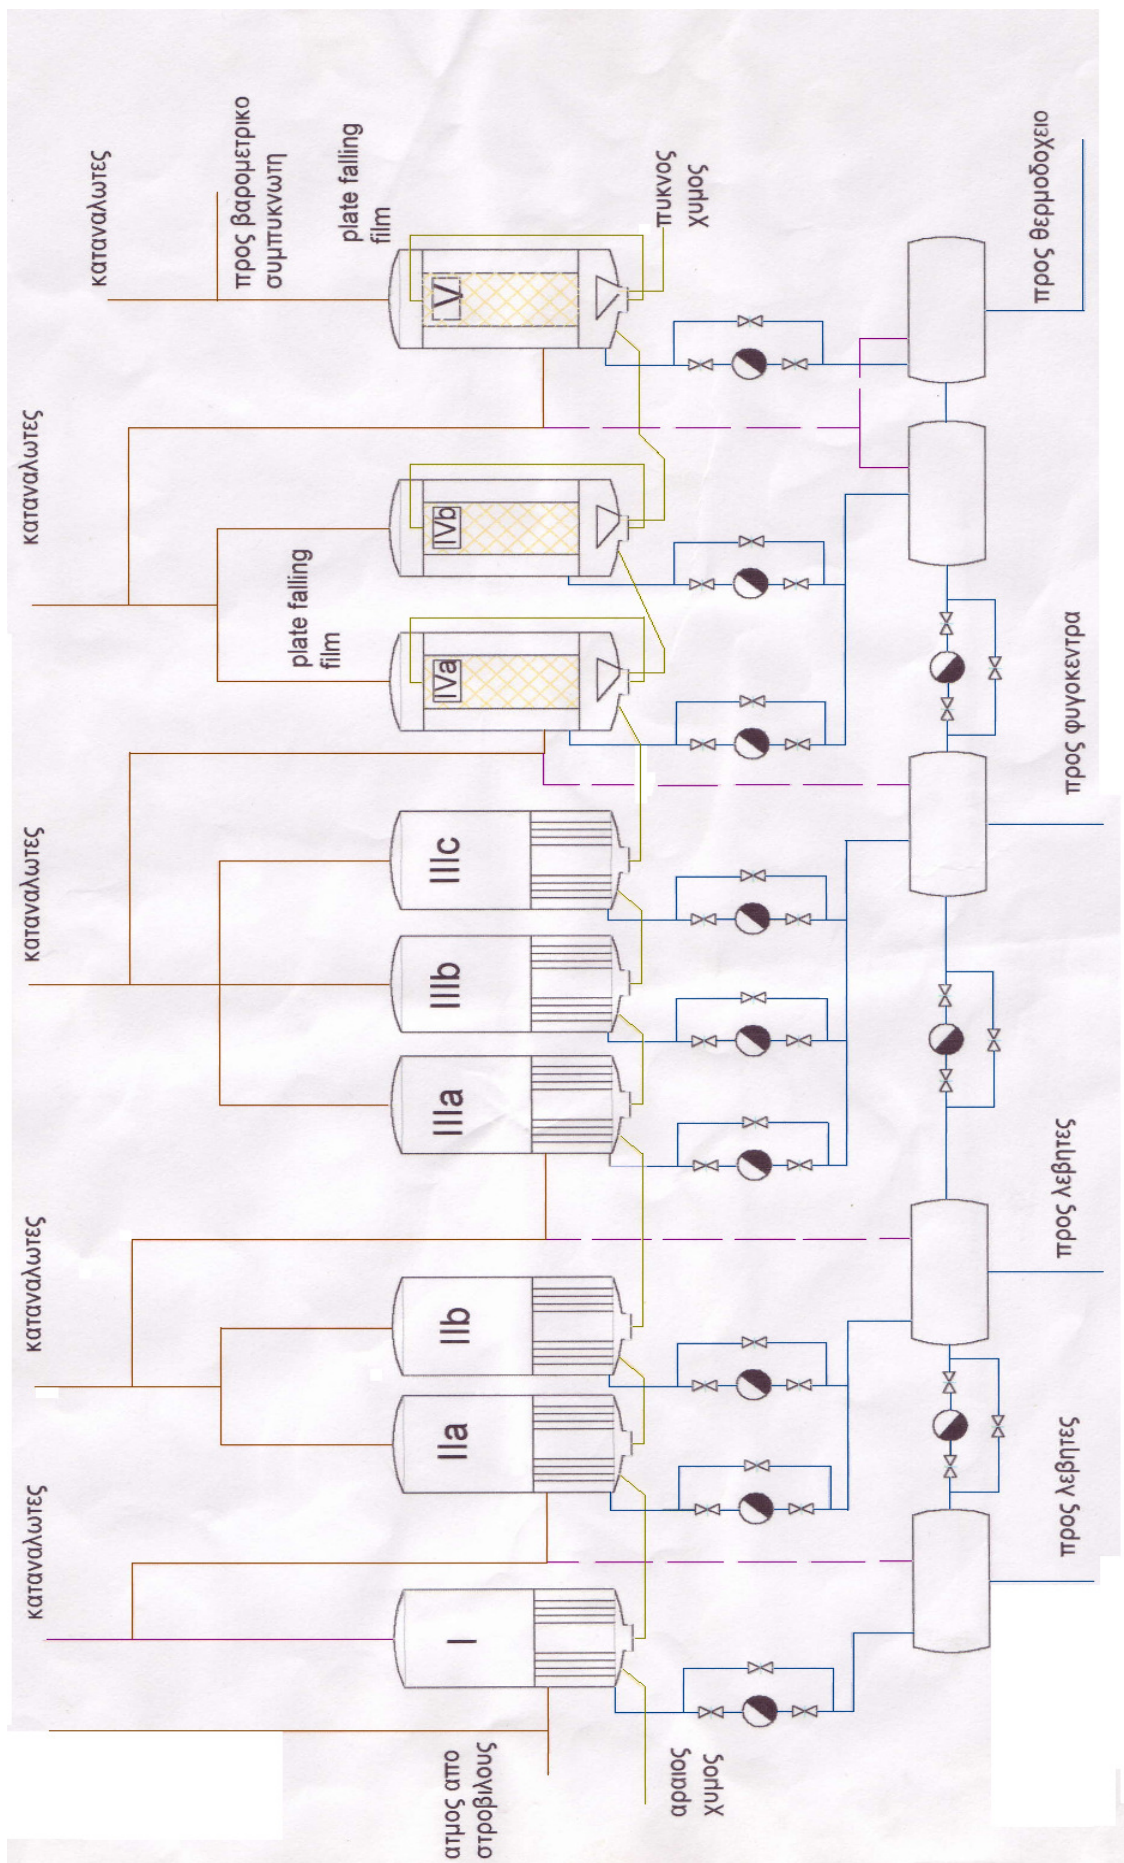 καταναλωτες
προς βαρομετρικο
συμπυκνωτη
plate falling
film
V
πυκνος
χυμος
προς θερμοδοχειο
καταναλωτες
IVb
plate falling
film
IVa
προς φυγοκεντρα
καταναλωτες
IIIc
IIIb
IIIa
καταναλωτες
IIb
IIa
προς λεβητες
καταναλωτες
I
προς λεβητες
ατμος απο
στροβιλους
αραιος
χυμος